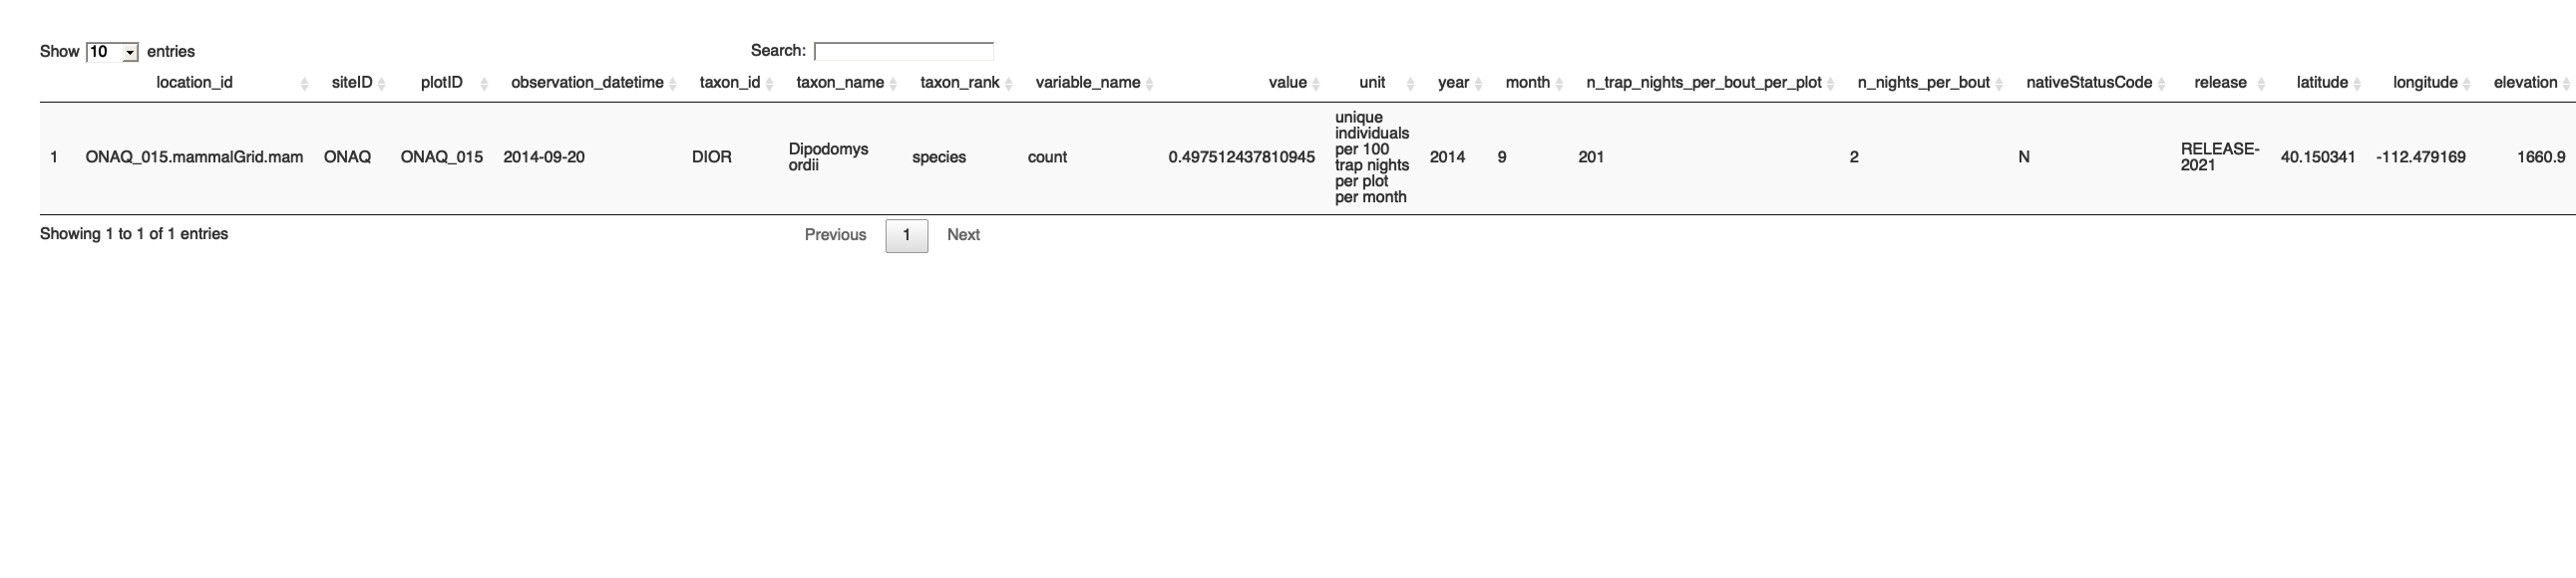 Show 10 entries Search:
location_id siteID plotID observation_datetime taxon_id taxon_name taxon_rank variable_name value unit year month n_trap_nights_per_bout_per_plot n_nights_per_bout nativeStatusCode release latitude longitude elevation
1 ONAQ_015.mammalGrid.mam ONAQ ONAQ_015 2014-09-20 DIOR Dipodomys ordii species count 0.497512437810945 unique individuals per 100 trap nights per plot per month 2014 9 201 2 N RELEASE-2021 40.150341 -112.479169 1660.9
Showing 1 to 1 of 1 entries Previous 1 Next